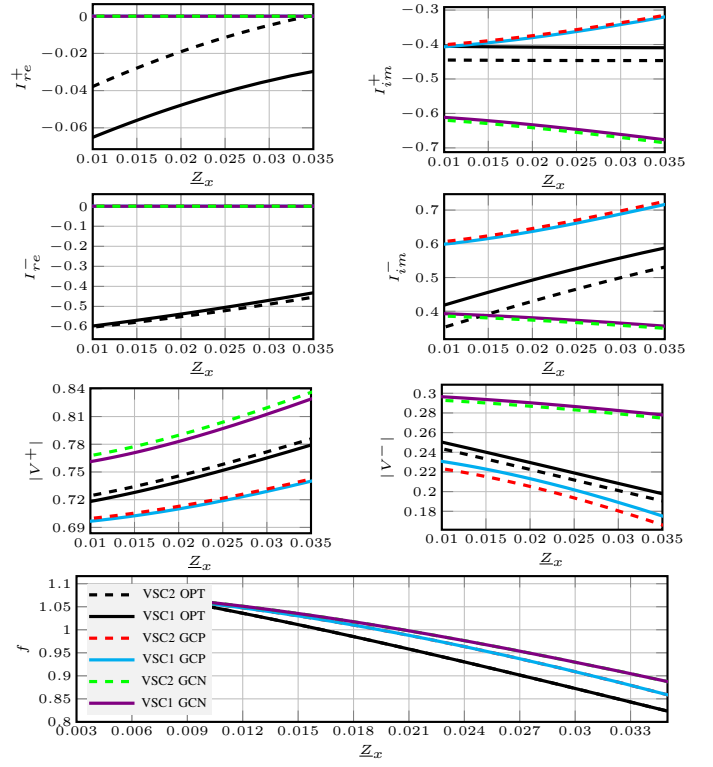 0
−0.02
−0.04
−0.06
I⁺re
0.01 0.015 0.02 0.025 0.03 0.035
Z_x
−0.3
−0.4
−0.5
−0.6
−0.7
I⁺im
0.01 0.015 0.02 0.025 0.03 0.035
Z_x
0
−0.1
−0.2
−0.3
−0.4
−0.5
−0.6
I⁻re
0.01 0.015 0.02 0.025 0.03 0.035
Z_x
0.7
0.6
0.5
0.4
I⁻im
0.01 0.015 0.02 0.025 0.03 0.035
Z_x
0.84
0.81
0.78
0.75
0.72
0.69
|V⁺|
0.01 0.015 0.02 0.025 0.03 0.035
Z_x
0.3
0.28
0.26
0.24
0.22
0.2
0.18
|V⁻|
0.01 0.015 0.02 0.025 0.03 0.035
Z_x
1.1
1.05
1
0.95
0.9
0.85
0.8
f
VSC2 OPT
VSC1 OPT
VSC2 GCP
VSC1 GCP
VSC2 GCN
VSC1 GCN
0.003 0.006 0.009 0.012 0.015 0.018 0.021 0.024 0.027 0.03 0.033
Z_x